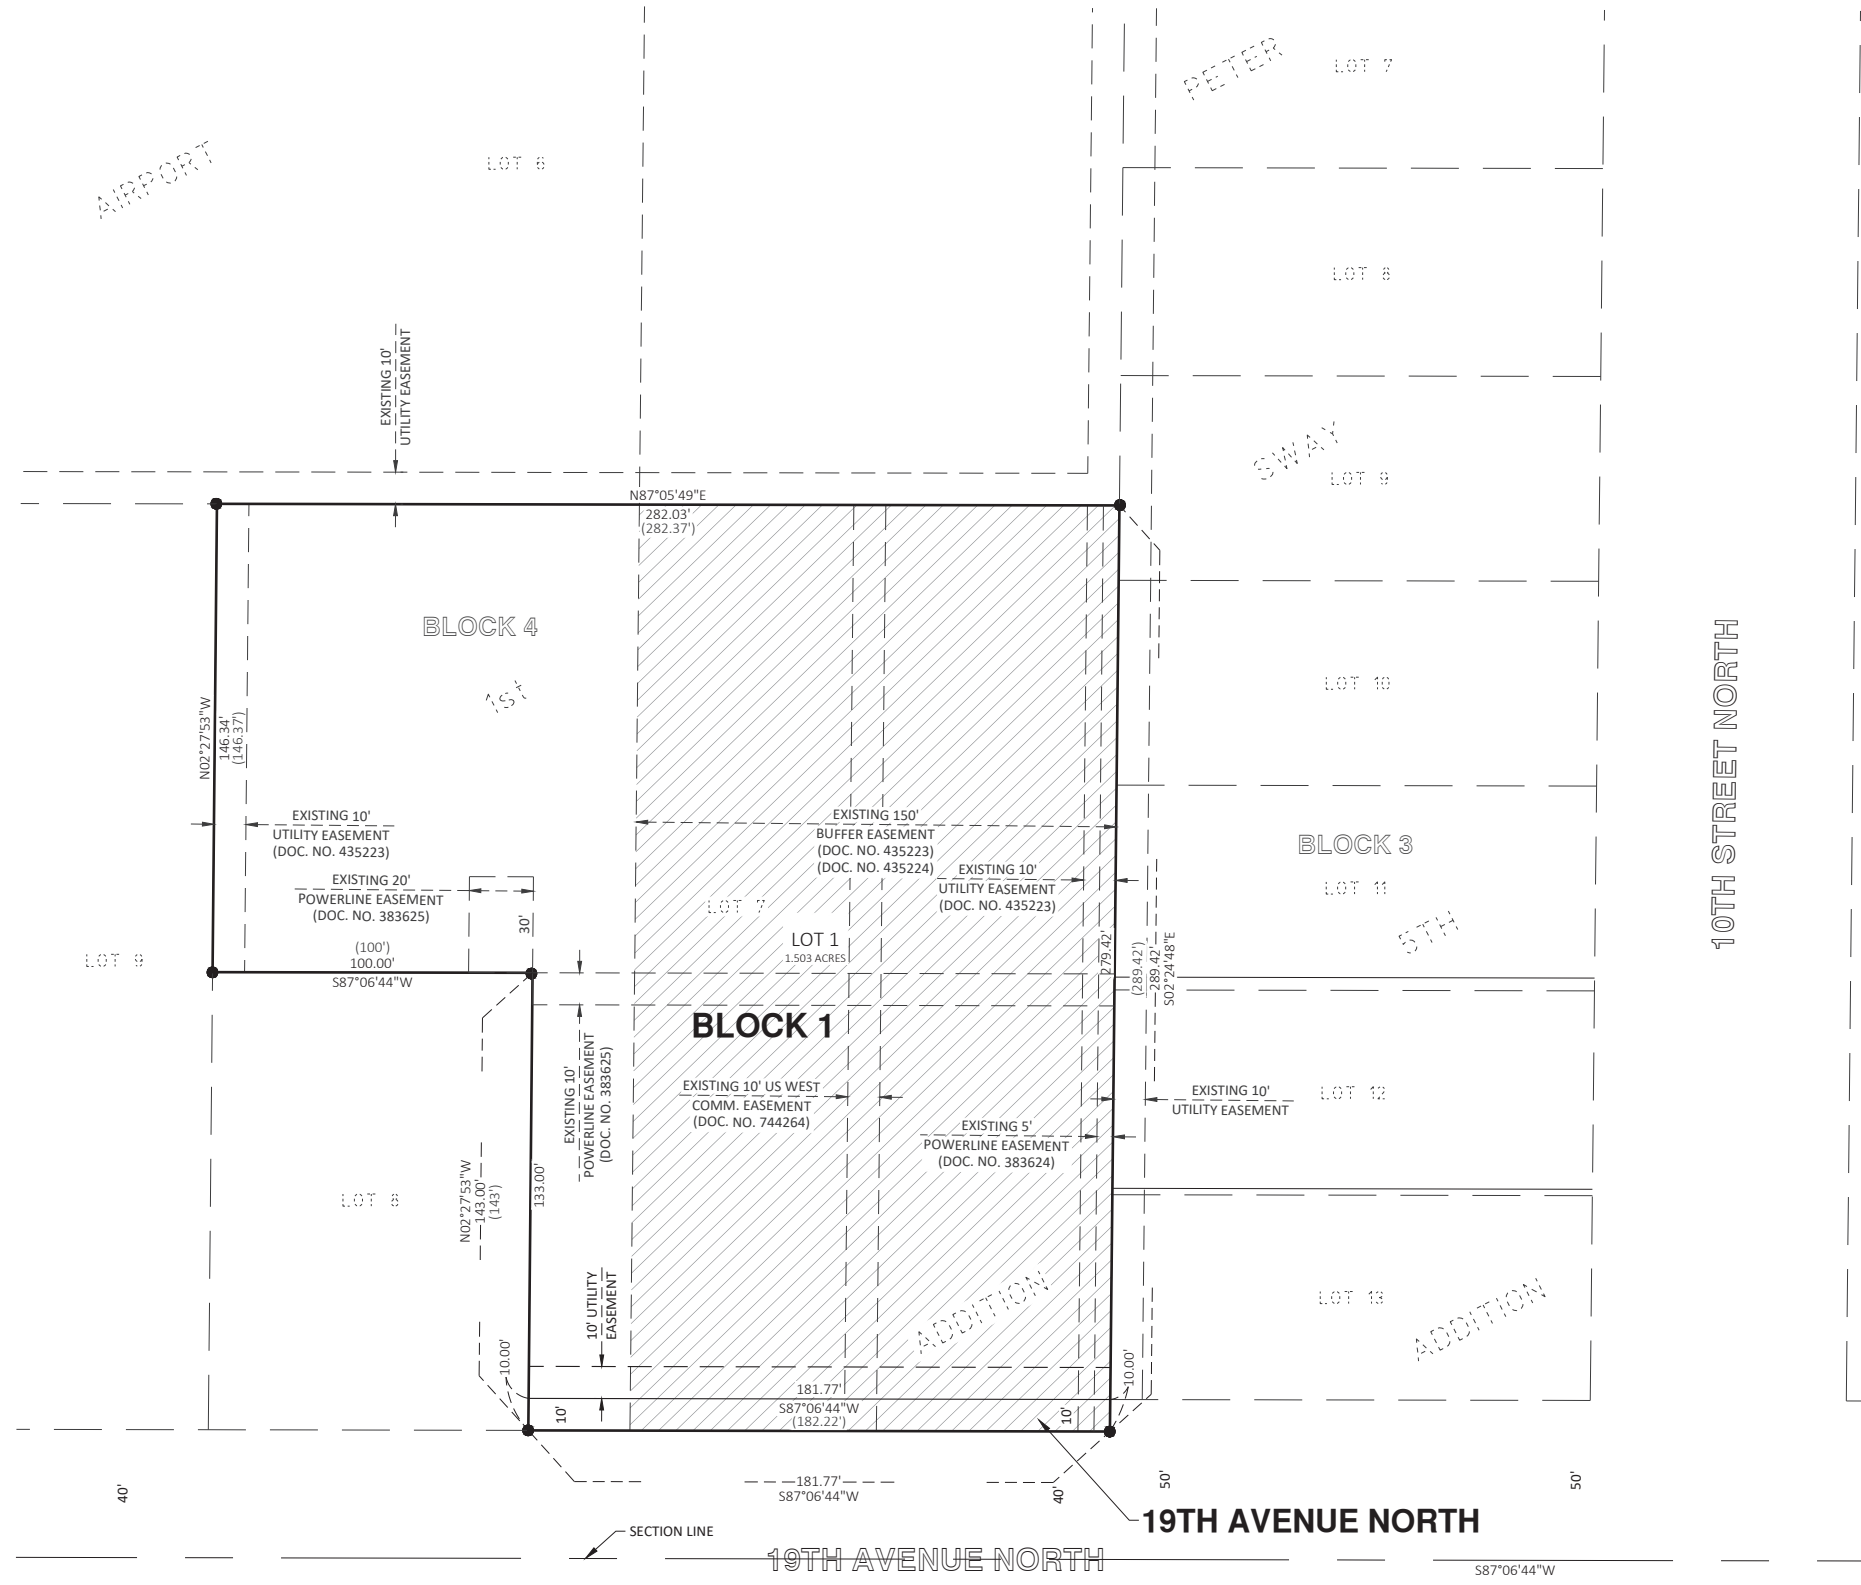 PETER
LOT 7
AIRPORT
LOT 6
LOT 8
EXISTING 10'
UTILITY EASEMENT
SWAY
LOT 9
N87°05'49"E
282.03'
(282.37')
BLOCK 4
1st
LOT 10
N02°27'53"W
146.34'
(146.37')
10TH STREET NORTH
EXISTING 10'
UTILITY EASEMENT
(DOC. NO. 435223)
EXISTING 150'
BUFFER EASEMENT
(DOC. NO. 435223)
(DOC. NO. 435224)
BLOCK 3
EXISTING 20'
POWERLINE EASEMENT
(DOC. NO. 383625)
30'
EXISTING 10'
UTILITY EASEMENT
(DOC. NO. 435223)
LOT 11
LOT 7
LOT 1
1.503 ACRES
5TH
LOT 9
(100')
100.00'
S87°06'44"W
279.42'
(289.42')
289.42'
S02°24'48"E
BLOCK 1
EXISTING 10'
POWERLINE EASEMENT
(DOC. NO. 383625)
EXISTING 10' US WEST
COMM. EASEMENT
(DOC. NO. 744264)
EXISTING 10'
UTILITY EASEMENT
LOT 12
EXISTING 5'
POWERLINE EASEMENT
(DOC. NO. 383624)
LOT 8
N02°27'53"W
143.00'
(143')
133.00'
10' UTILITY
EASEMENT
ADDITION
LOT 13
ADDITION
10.00'
10.00'
181.77'
S87°06'44"W
(182.22')
10'
10'
40'
181.77'
S87°06'44"W
40'
50'
50'
19TH AVENUE NORTH
SECTION LINE
19TH AVENUE NORTH
S87°06'44"W